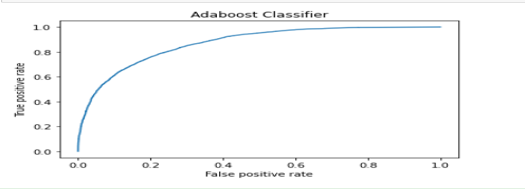 Adaboost Classifier
1.0
0.8
0.6
0.4
0.2
0.0
True positive rate
0.0 0.2 0.4 0.6 0.8 1.0
False positive rate